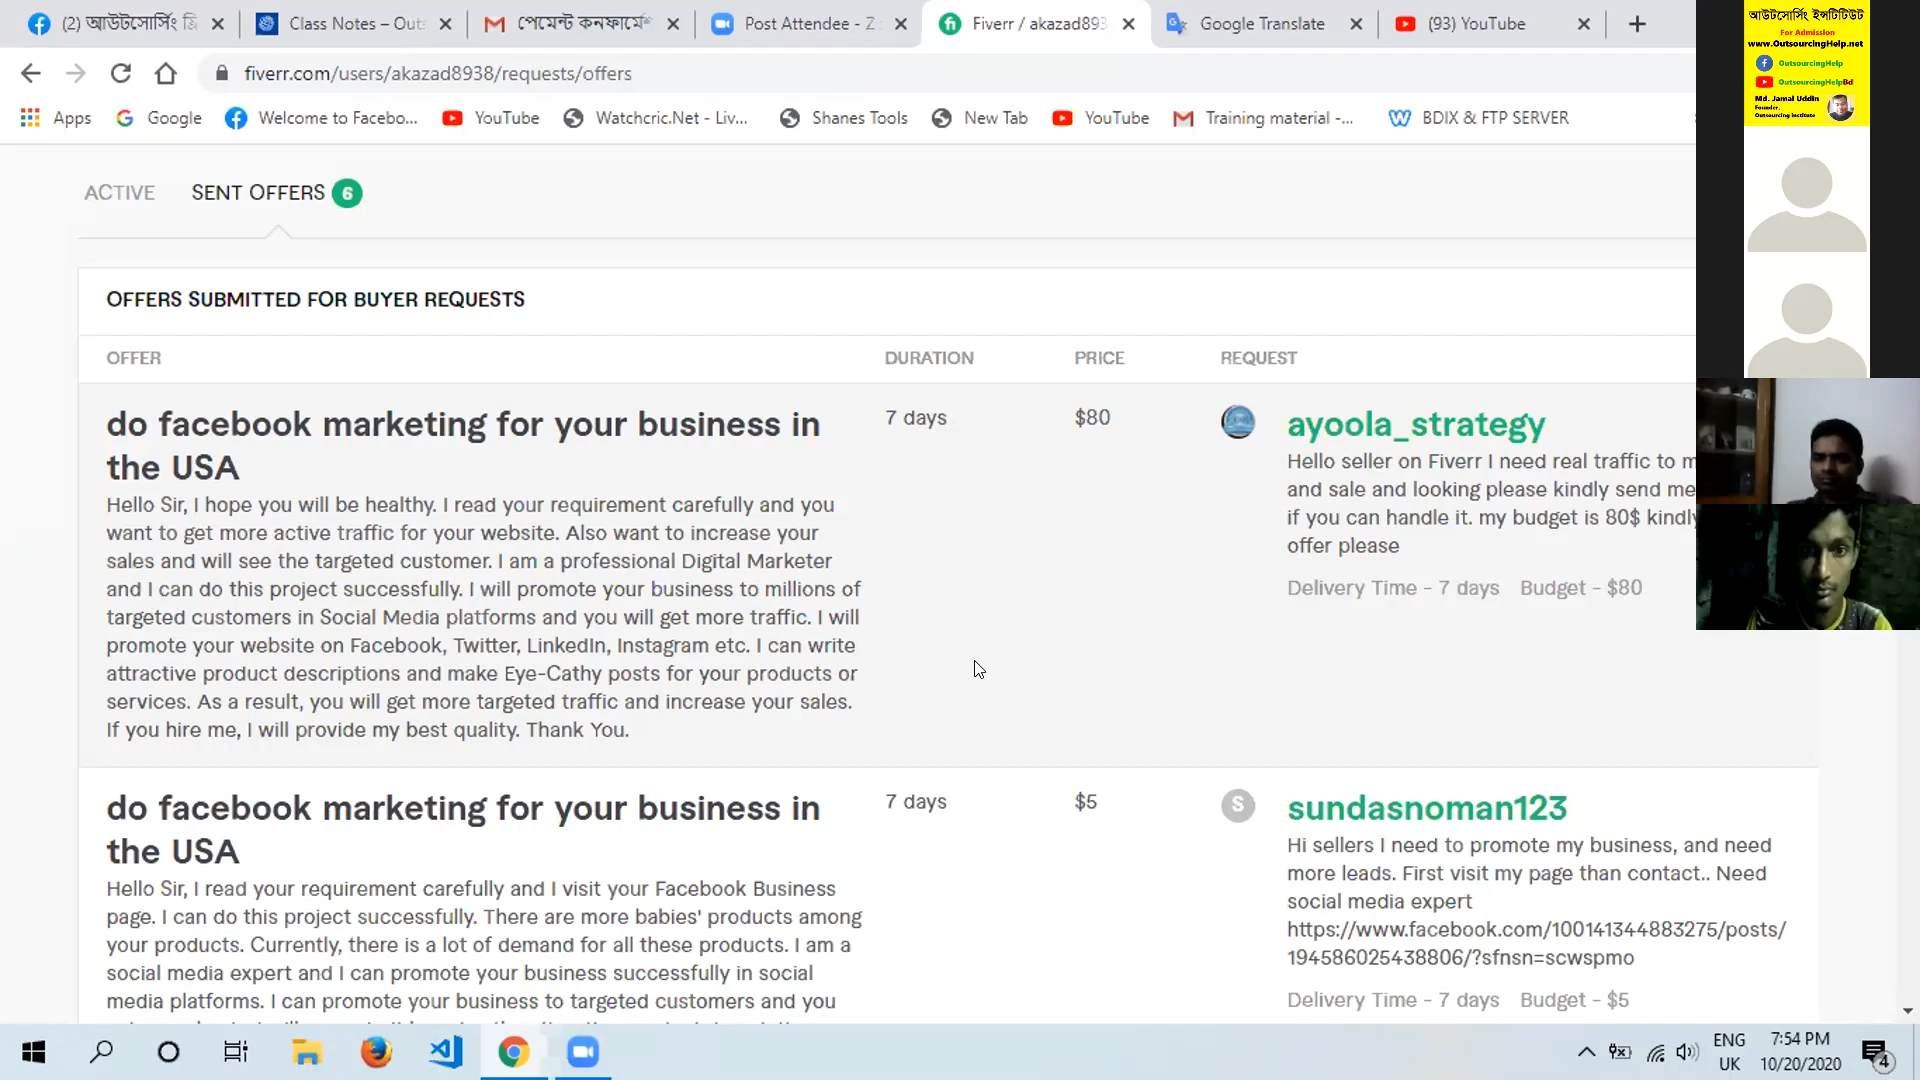 (2) আউটসোর্সিং ফ্রি
Class Notes – Outs
পেমেন্ট কনফার্মে
Post Attendee - Z
Fiverr / akazad893
Google Translate
(93) YouTube
fiverr.com/users/akazad8938/requests/offers
Apps
Google
Welcome to Facebo...
YouTube
Watchcric.Net - Liv...
Shanes Tools
New Tab
YouTube
Training material -...
BDIX & FTP SERVER
আউটসোর্সিং ইন্সটিটিউট
For Admission
www.OutsourcingHelp.net
OutsourcingHelp
OutsourcingHelpBd
Md. Jamal Uddin
Founder,
Outsourcing Institute
ACTIVE
SENT OFFERS 6
OFFERS SUBMITTED FOR BUYER REQUESTS
OFFER DURATION PRICE REQUEST
do facebook marketing for your business in
the USA
Hello Sir, I hope you will be healthy. I read your requirement carefully and you
want to get more active traffic for your website. Also want to increase your
sales and will see the targeted customer. I am a professional Digital Marketer
and I can do this project successfully. I will promote your business to millions of
targeted customers in Social Media platforms and you will get more traffic. I will
promote your website on Facebook, Twitter, LinkedIn, Instagram etc. I can write
attractive product descriptions and make Eye-Cathy posts for your products or
services. As a result, you will get more targeted traffic and increase your sales.
If you hire me, I will provide my best quality. Thank You.
7 days
$80
ayoola_strategy
Hello seller on Fiverr I need real traffic to m
and sale and looking please kindly send me
if you can handle it. my budget is 80$ kindly
offer please
Delivery Time - 7 days Budget - $80
do facebook marketing for your business in
the USA
Hello Sir, I read your requirement carefully and I visit your Facebook Business
page. I can do this project successfully. There are more babies' products among
your products. Currently, there is a lot of demand for all these products. I am a
social media expert and I can promote your business successfully in social
media platforms. I can promote your business to targeted customers and you
7 days
$5
S
sundasnoman123
Hi sellers I need to promote my business, and need
more leads. First visit my page than contact.. Need
social media expert
https://www.facebook.com/100141344883275/posts/
194586025438806/?sfnsn=scwspmo
Delivery Time - 7 days Budget - $5
ENG
UK
7:54 PM
10/20/2020
4